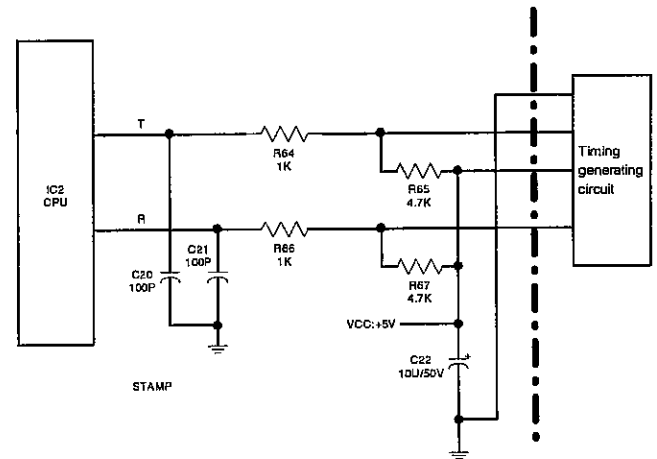 IC2
CPU
T
R64
1K
R65
4.7K
Timing
generating
circuit
R
C20
100P
C21
100P
R66
1K
R67
4.7K
VCC:+5V
C22
10U/50V
STAMP